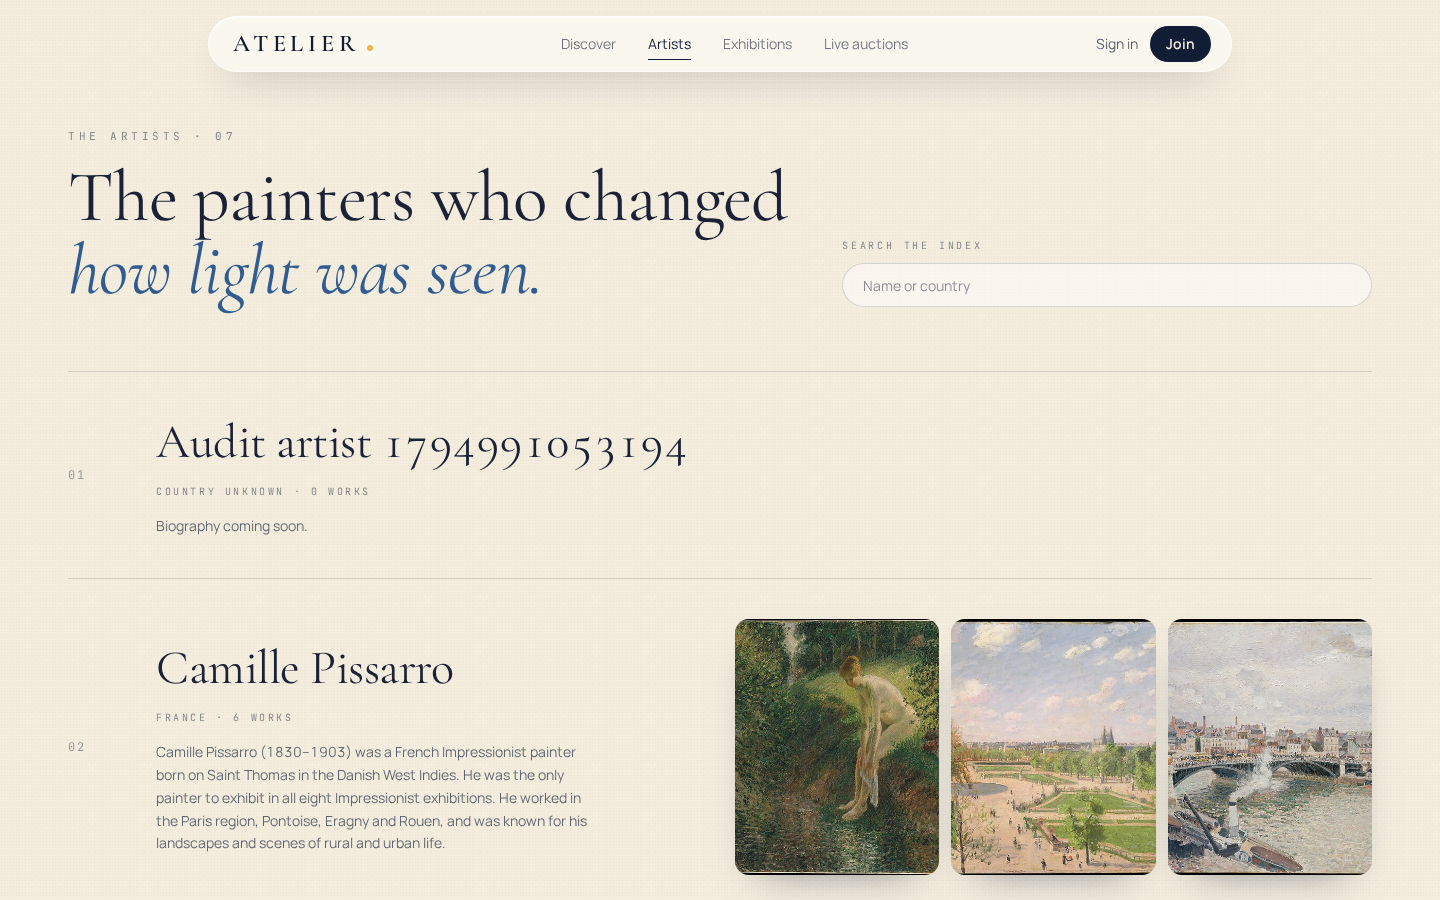 ATELIER
Discover
Artists
Exhibitions
Live auctions
Sign in
Join
THE ARTISTS · 07
The painters who changed
how light was seen.
SEARCH THE INDEX
Name or country
01
Audit artist 1794991053194
COUNTRY UNKNOWN · 0 WORKS
Biography coming soon.
02
Camille Pissarro
FRANCE · 6 WORKS
Camille Pissarro (1830–1903) was a French Impressionist painter
born on Saint Thomas in the Danish West Indies. He was the only
painter to exhibit in all eight Impressionist exhibitions. He worked in
the Paris region, Pontoise, Eragny and Rouen, and was known for his
landscapes and scenes of rural and urban life.